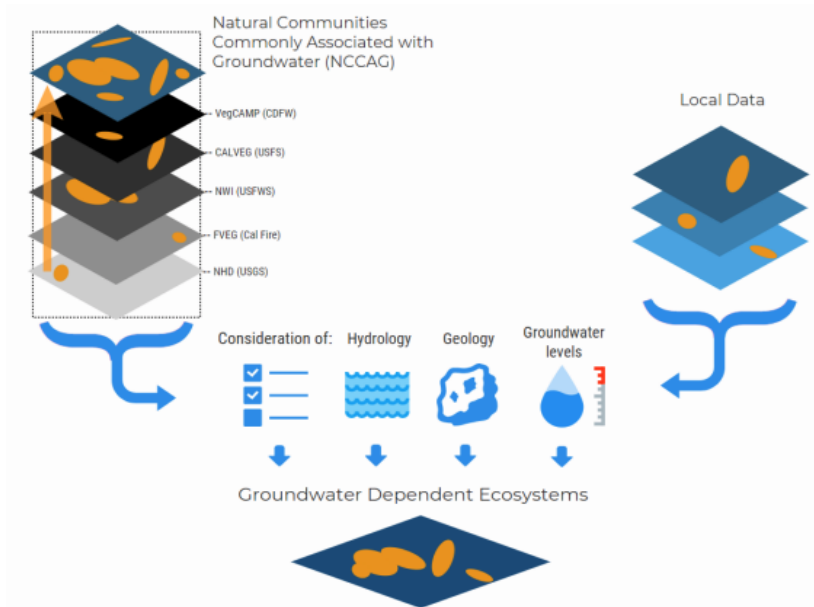 Natural Communities
Commonly Associated with
Groundwater (NCCAG)
VegCAMP (CDFW)
CALVEG (USFS)
NWI (USFWS)
FVEG (Cal Fire)
NHD (USGS)
Local Data
Consideration of:
Hydrology
Geology
Groundwater
levels
Groundwater Dependent Ecosystems